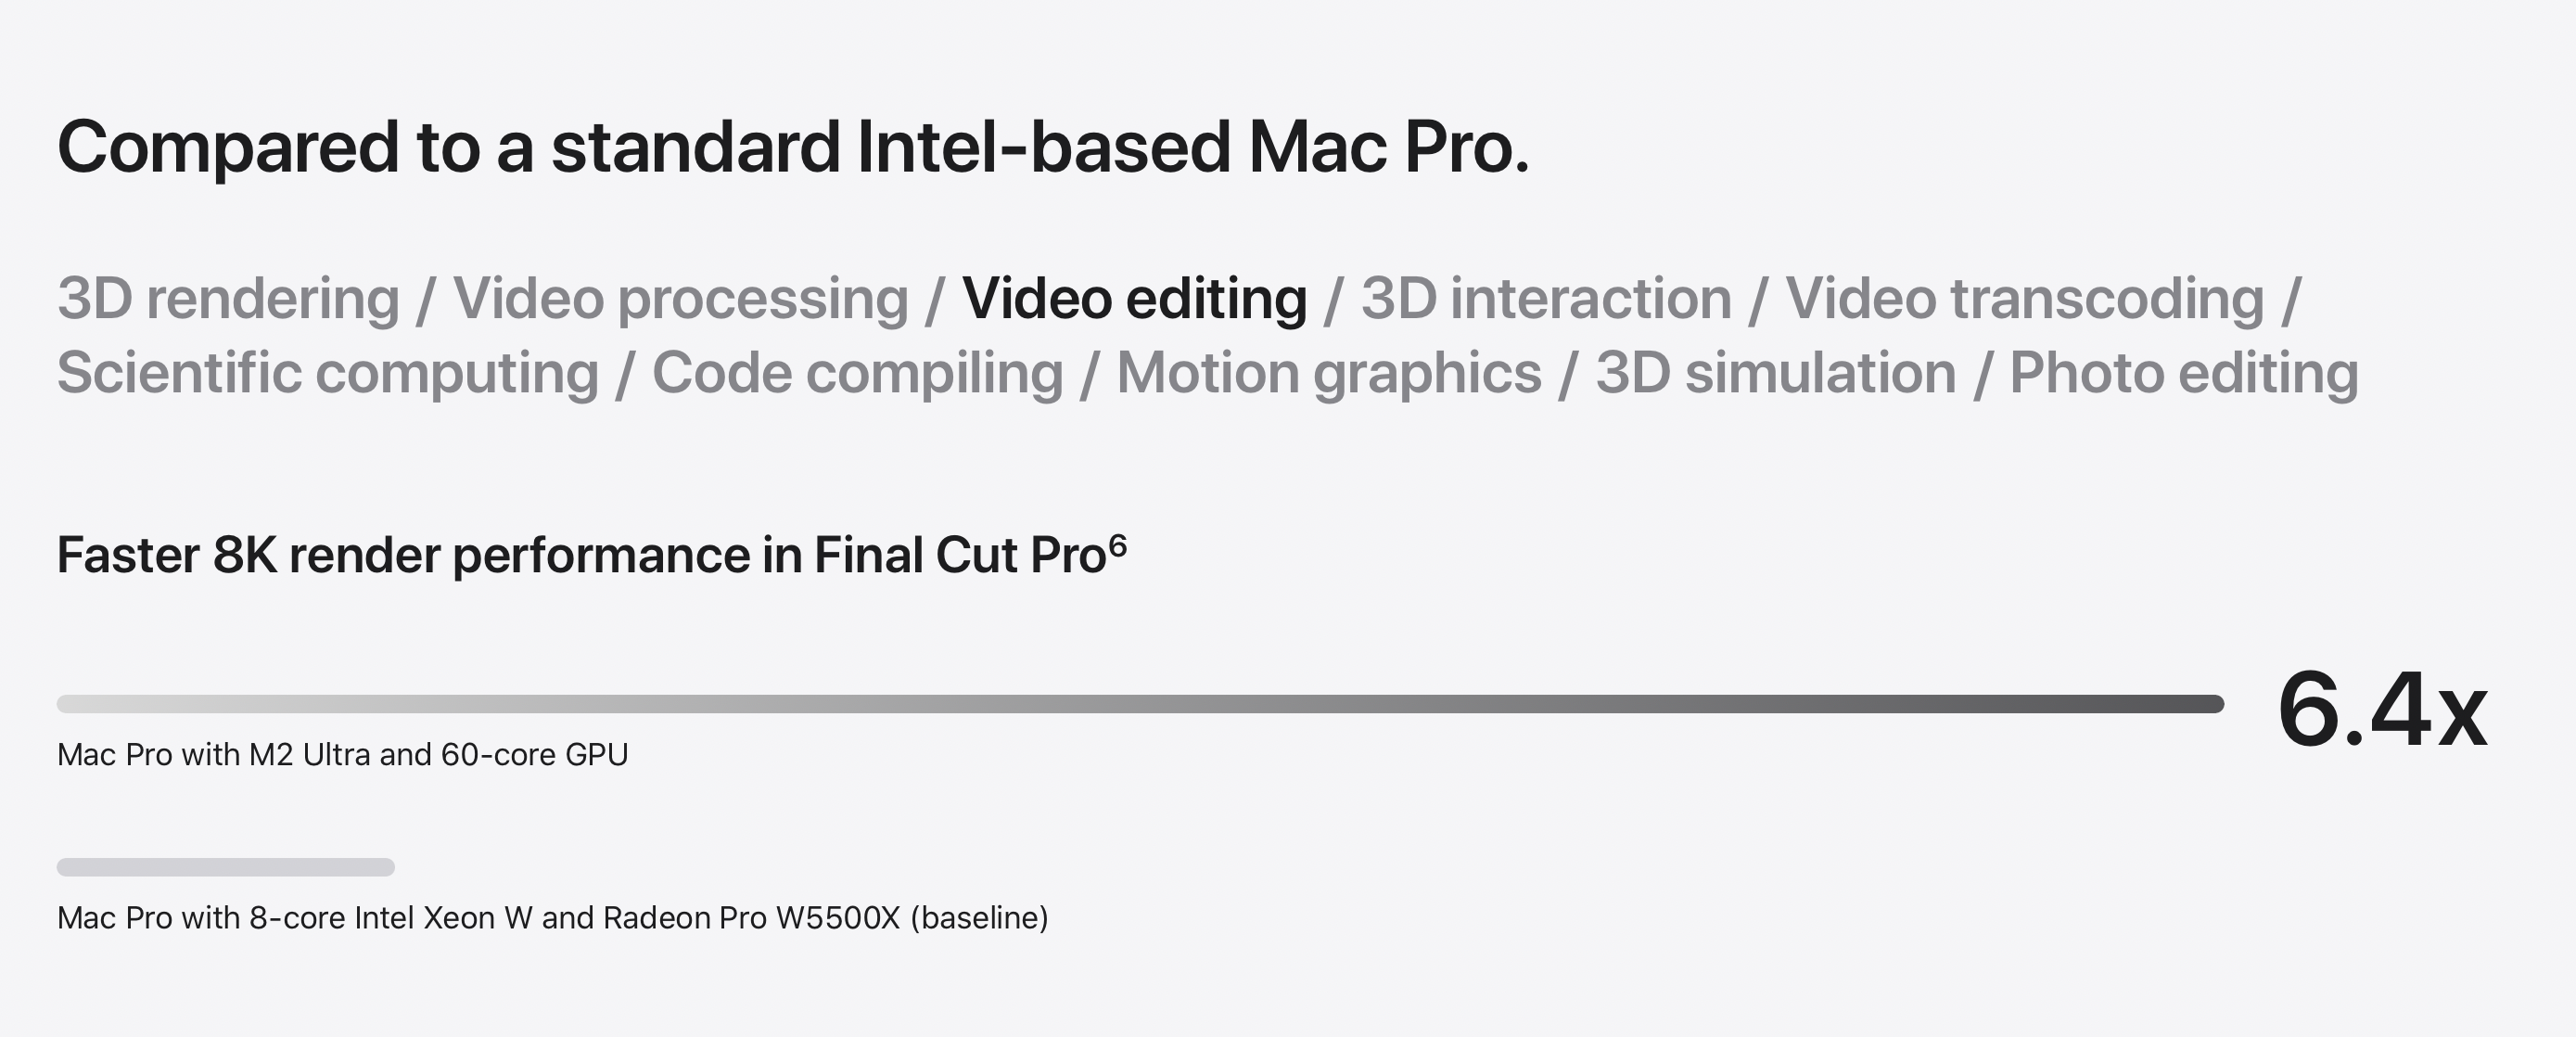 Compared to a standard Intel-based Mac Pro.
3D rendering / Video processing / Video editing / 3D interaction / Video transcoding /
Scientific computing / Code compiling / Motion graphics / 3D simulation / Photo editing
Faster 8K render performance in Final Cut Pro⁶
6.4x
Mac Pro with M2 Ultra and 60-core GPU
Mac Pro with 8-core Intel Xeon W and Radeon Pro W5500X (baseline)